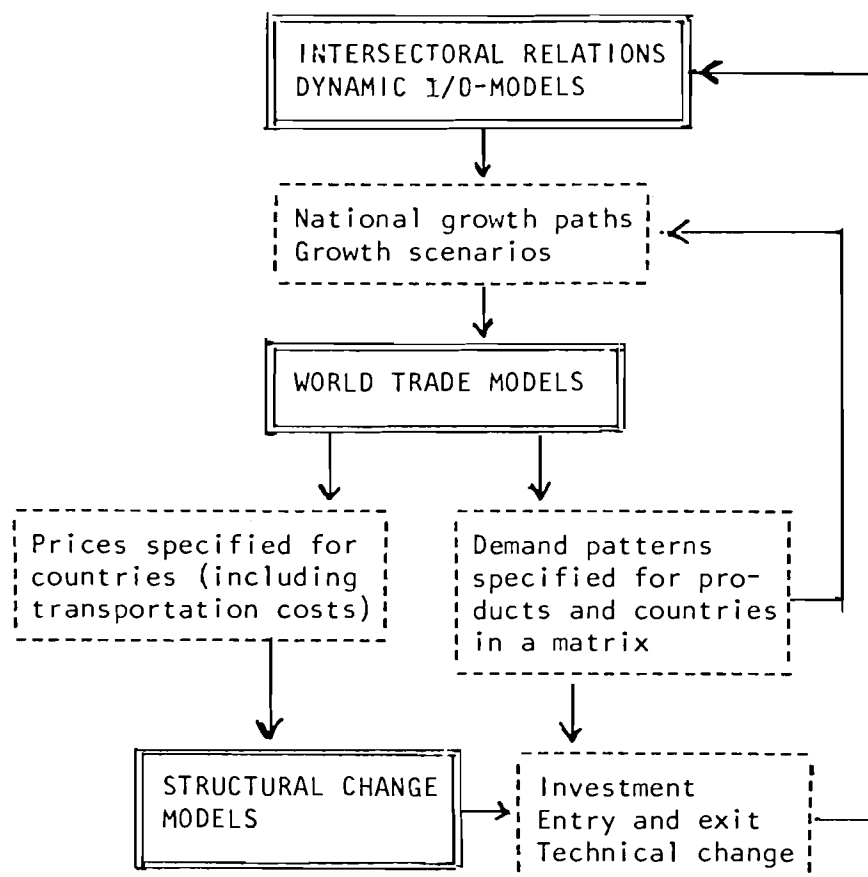 INTERSECTORAL RELATIONS
DYNAMIC I/O-MODELS
National growth paths
Growth scenarios
WORLD TRADE MODELS
Prices specified for
countries (including
transportation costs)
Demand patterns
specified for pro-
ducts and countries
in a matrix
STRUCTURAL CHANGE
MODELS
Investment
Entry and exit
Technical change